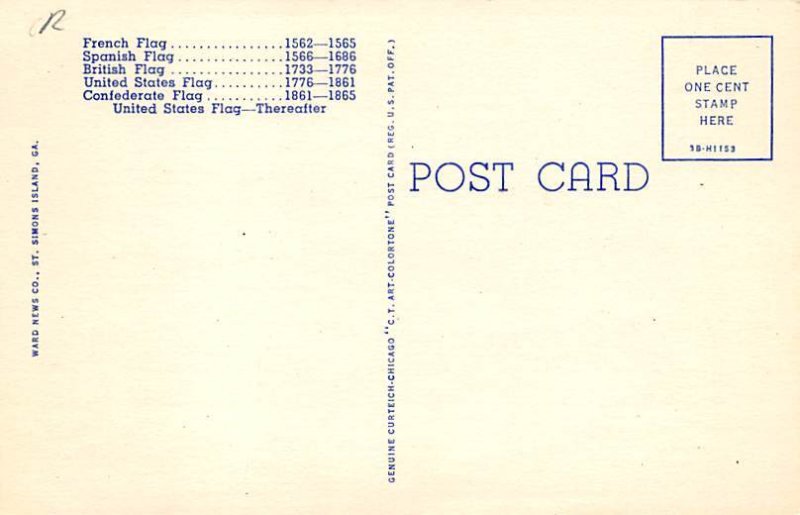 R
French Flag................1562—1565
Spanish Flag...............1566—1686
British Flag................1733—1776
United States Flag..........1776—1861
Confederate Flag...........1861—1865
United States Flag—Thereafter
WARD NEWS CO., ST. SIMONS ISLAND, GA.
GENUINE CURTEICH-CHICAGO "C.T. ART-COLORTONE" POST CARD (REG. U.S. PAT. OFF.)
POST CARD
PLACE
ONE CENT
STAMP
HERE
5B-H1153